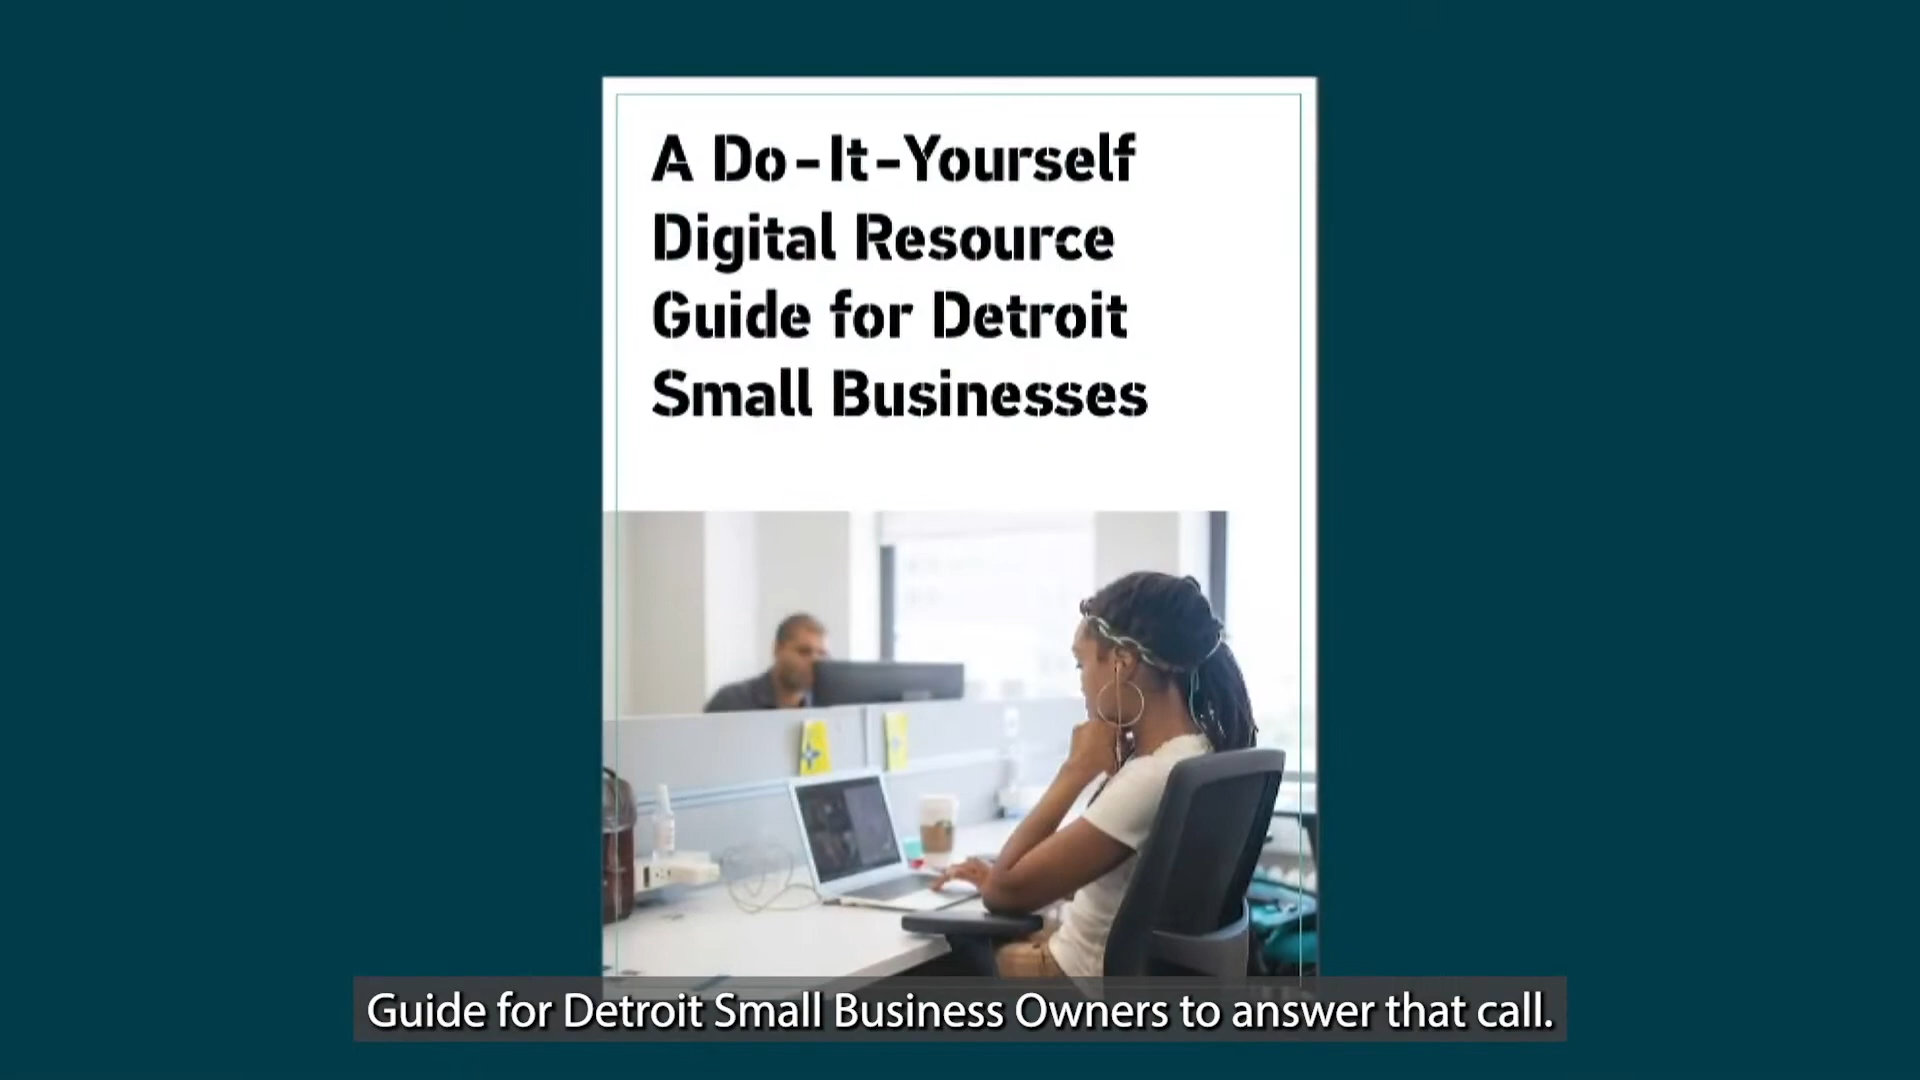 A Do-It-Yourself
Digital Resource
Guide for Detroit
Small Businesses
Guide for Detroit Small Business Owners to answer that call.